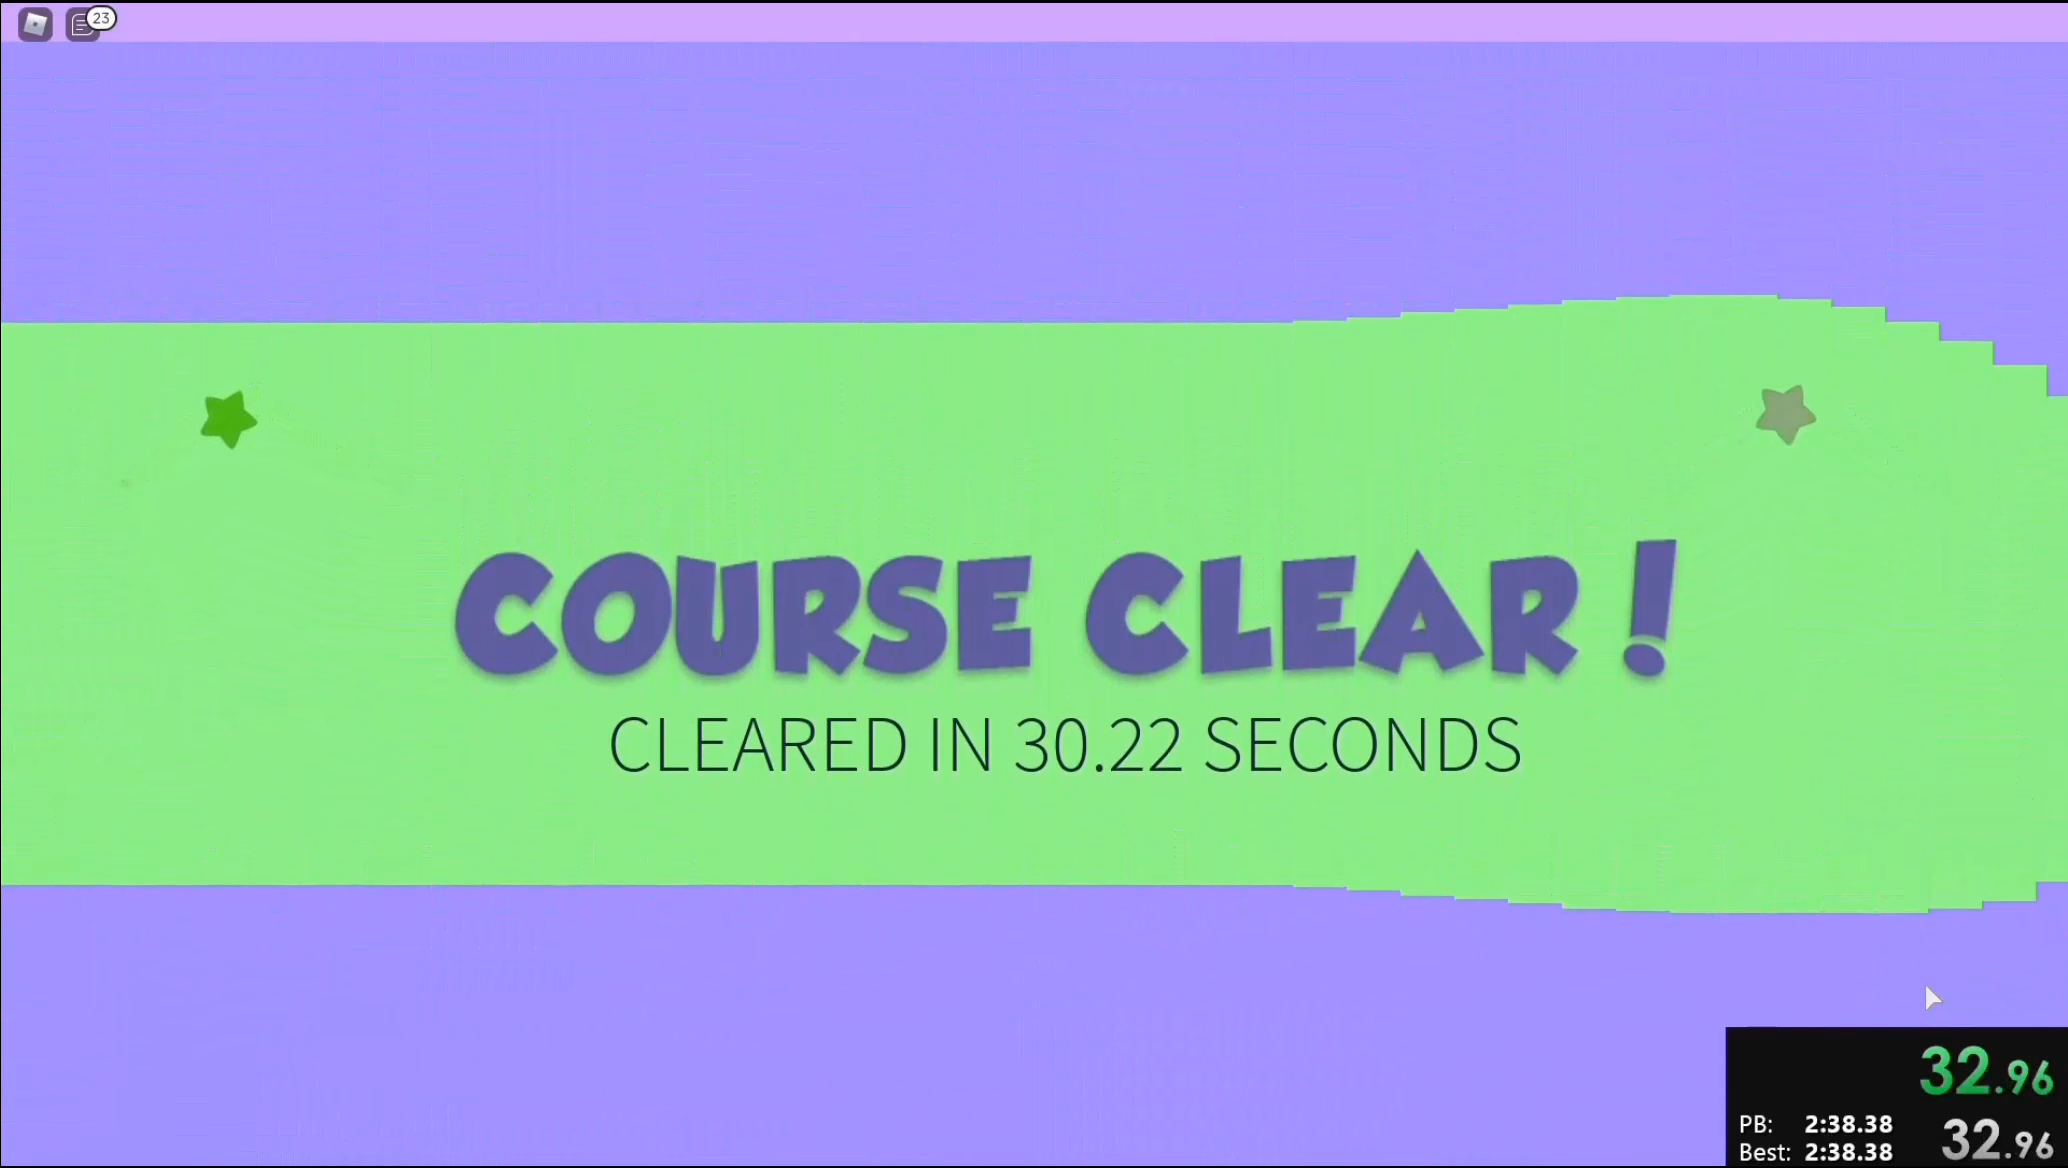 23
COURSE CLEAR!
CLEARED IN 30.22 SECONDS
32.96
PB: 2:38.38
Best: 2:38.38
32.96